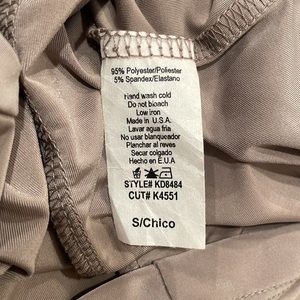 95% Polyester/Poliester
5% Spandex/Elastano
Hand wash cold
Do not bleach
Low iron
Made in U.S.A.
Lavar agua fria
No usar blanqueador
Planchar al reves
Secar colgado
Hecho en E.U.A
STYLE# KD8484
CUT# K4551
S/Chico